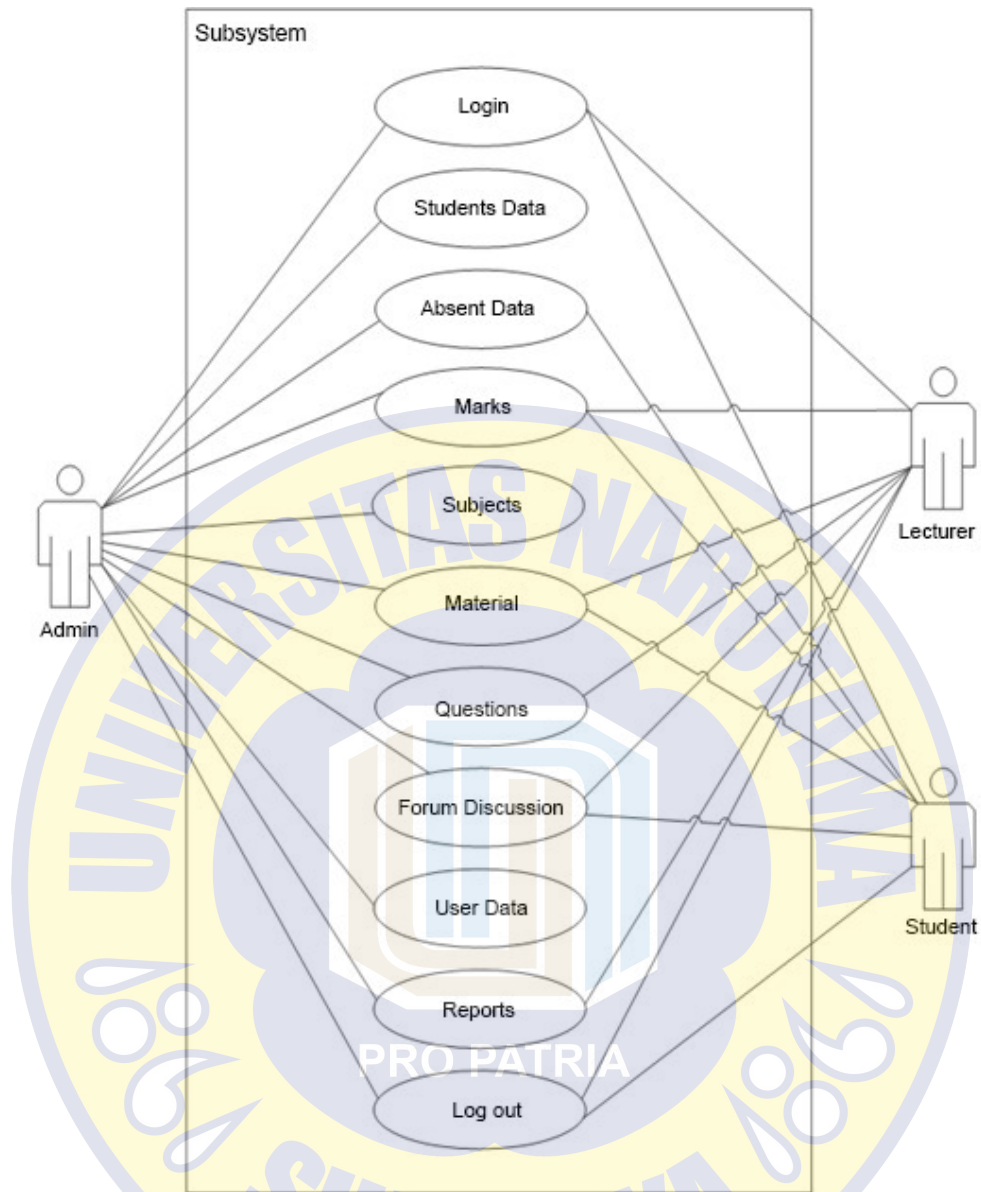 Subsystem
Login
Students Data
Absent Data
Marks
Subjects
Material
Questions
Forum Discussion
User Data
Reports
Log out
Admin
Lecturer
Student
UNIVERSITAS NAROTAMA
PRO PATRIA